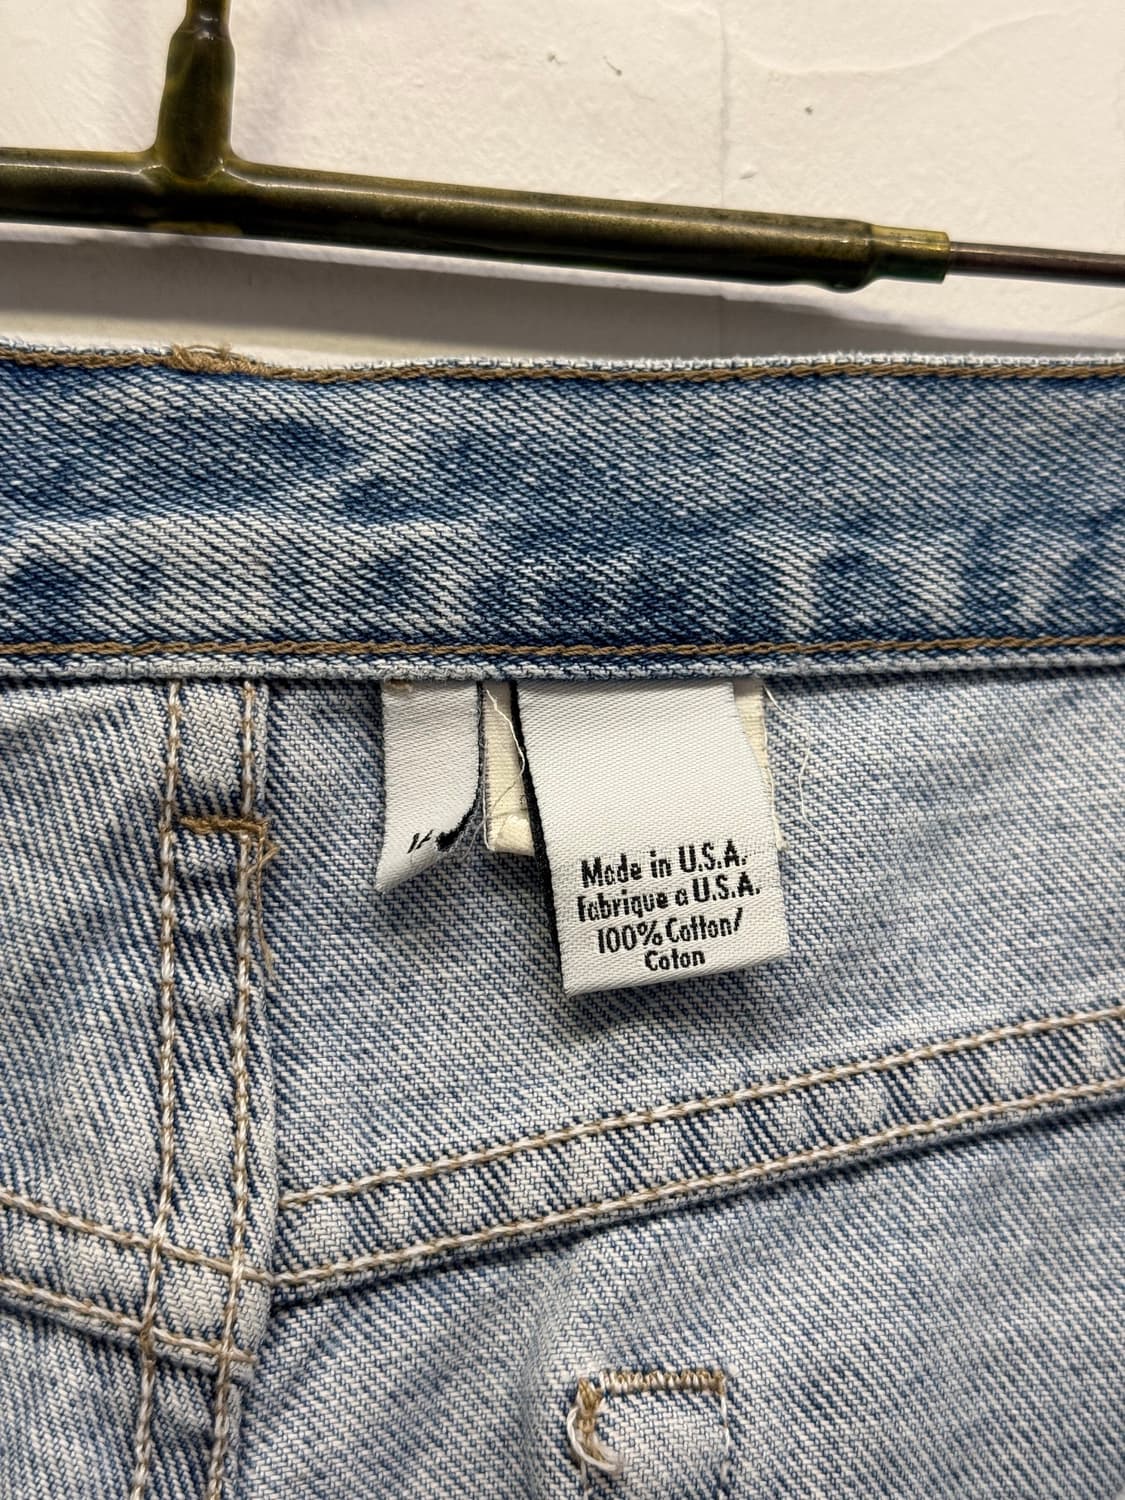 Made in U.S.A.
Fabrique a U.S.A.
100% Cotton/
Coton